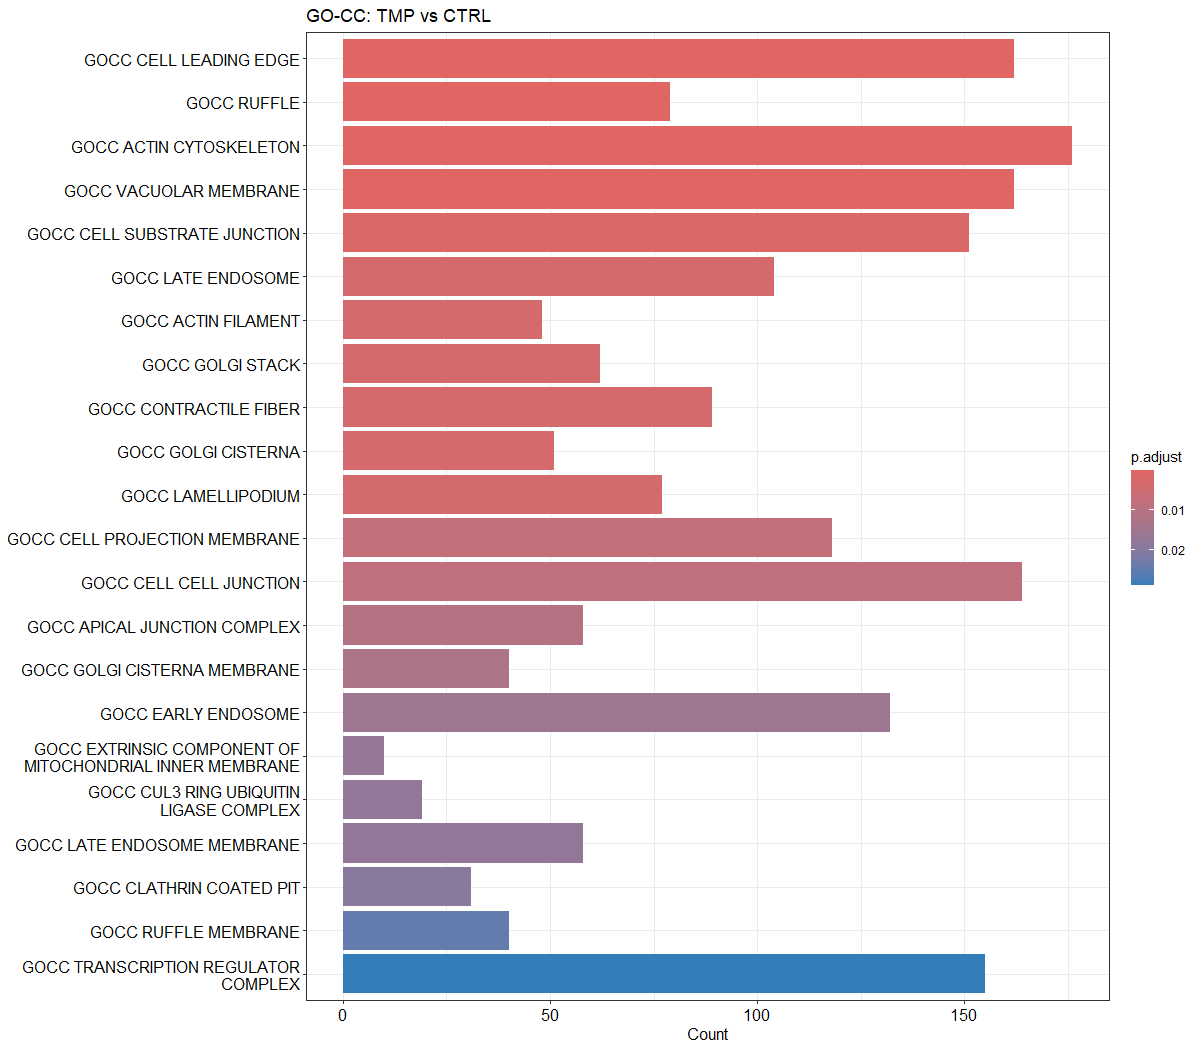 GO-CC: TMP vs CTRL
GOCC CELL LEADING EDGE
GOCC RUFFLE
GOCC ACTIN CYTOSKELETON
GOCC VACUOLAR MEMBRANE
GOCC CELL SUBSTRATE JUNCTION
GOCC LATE ENDOSOME
GOCC ACTIN FILAMENT
GOCC GOLGI STACK
GOCC CONTRACTILE FIBER
GOCC GOLGI CISTERNA
GOCC LAMELLIPODIUM
GOCC CELL PROJECTION MEMBRANE
GOCC CELL CELL JUNCTION
GOCC APICAL JUNCTION COMPLEX
GOCC GOLGI CISTERNA MEMBRANE
GOCC EARLY ENDOSOME
GOCC EXTRINSIC COMPONENT OF
MITOCHONDRIAL INNER MEMBRANE
GOCC CUL3 RING UBIQUITIN
LIGASE COMPLEX
GOCC LATE ENDOSOME MEMBRANE
GOCC CLATHRIN COATED PIT
GOCC RUFFLE MEMBRANE
GOCC TRANSCRIPTION REGULATOR
COMPLEX
0 50 100 150
Count
p.adjust
0.01
0.02